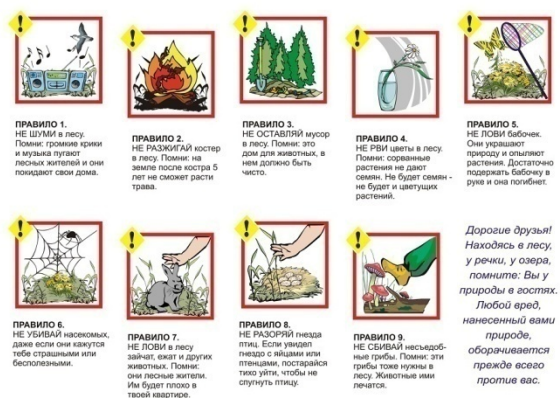 ПРАВИЛО 1.
НЕ ШУМИ в лесу.
Помни: громкие крики
и музыка пугают
лесных жителей и они
покидают свои дома.
ПРАВИЛО 2.
НЕ РАЗЖИГАЙ костер
в лесу. Помни: на
земле после костра 5
лет не сможет расти
трава.
ПРАВИЛО 3.
НЕ ОСТАВЛЯЙ мусор
в лесу. Помни: это
дом для животных, в
нем должно быть
чисто.
ПРАВИЛО 4.
НЕ РВИ цветы в лесу.
Помни: сорванные
растения не дают
семян. Не будет семян -
не будет и цветущих
растений.
ПРАВИЛО 5.
НЕ ЛОВИ бабочек.
Они украшают
природу и опыляют
растения. Достаточно
подержать бабочку в
руке и она погибнет.
ПРАВИЛО 6.
НЕ УБИВАЙ насекомых,
даже если они кажутся
тебе страшными или
бесполезными.
ПРАВИЛО 7.
НЕ ЛОВИ в лесу
зайчат, ежат и других
животных. Помни:
они лесные жители.
Им будет плохо в
твоей квартире.
ПРАВИЛО 8.
НЕ РАЗОРЯЙ гнезда
птиц. Если увидел
гнездо с яйцами или
птенцами, постарайся
тихо уйти, чтобы не
спугнуть птицу.
ПРАВИЛО 9.
НЕ СБИВАЙ несъедоб-
ные грибы. Помни: эти
грибы тоже нужны в
лесу. Животные ими
лечатся.
Дорогие друзья!
Находясь в лесу,
у речки, у озера,
помните: Вы у
природы в гостях.
Любой вред,
нанесенный вами
природе,
оборачивается
прежде всего
против вас.